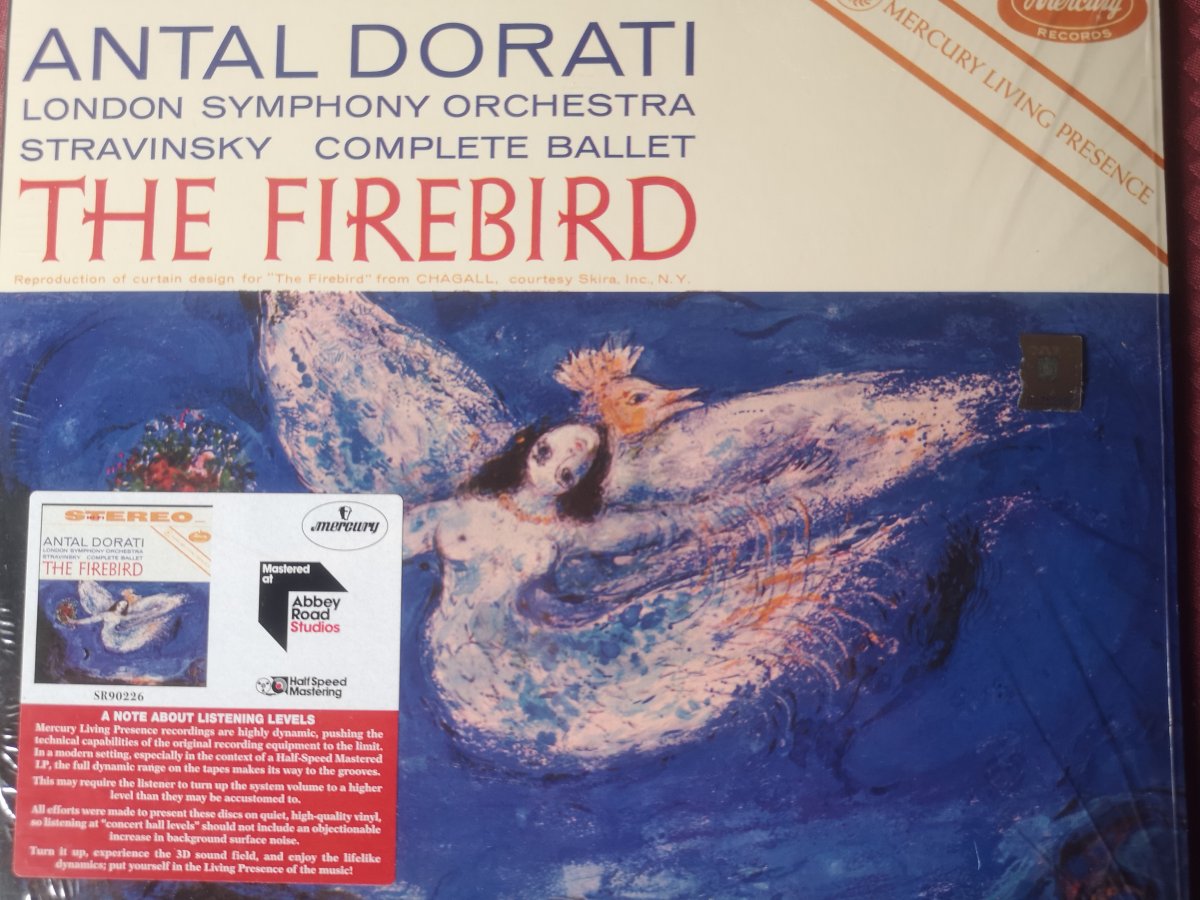 ANTAL DORATI
LONDON SYMPHONY ORCHESTRA
STRAVINSKY COMPLETE BALLET
THE FIREBIRD
Reproduction of curtain design for "The Firebird" from CHAGALL, courtesy Skira, Inc., N.Y.
Mercury
RECORDS
MERCURY LIVING PRESENCE
STEREO
ANTAL DORATI
LONDON SYMPHONY ORCHESTRA
STRAVINSKY COMPLETE BALLET
THE FIREBIRD
SR90226
mercury
Mastered
at
Abbey
Road
Studios
Half Speed
Mastering
A NOTE ABOUT LISTENING LEVELS
Mercury Living Presence recordings are highly dynamic, pushing the
technical capabilities of the original recording equipment to the limit.
In a modern setting, especially in the context of a Half-Speed Mastered
LP, the full dynamic range on the tapes makes its way to the grooves.
This may require the listener to turn up the system volume to a higher
level than they may be accustomed to.
All efforts were made to present these discs on quiet, high-quality vinyl,
so listening at "concert hall levels" should not include an objectionable
increase in background surface noise.
Turn it up, experience the 3D sound field, and enjoy the lifelike
dynamics; put yourself in the Living Presence of the music!